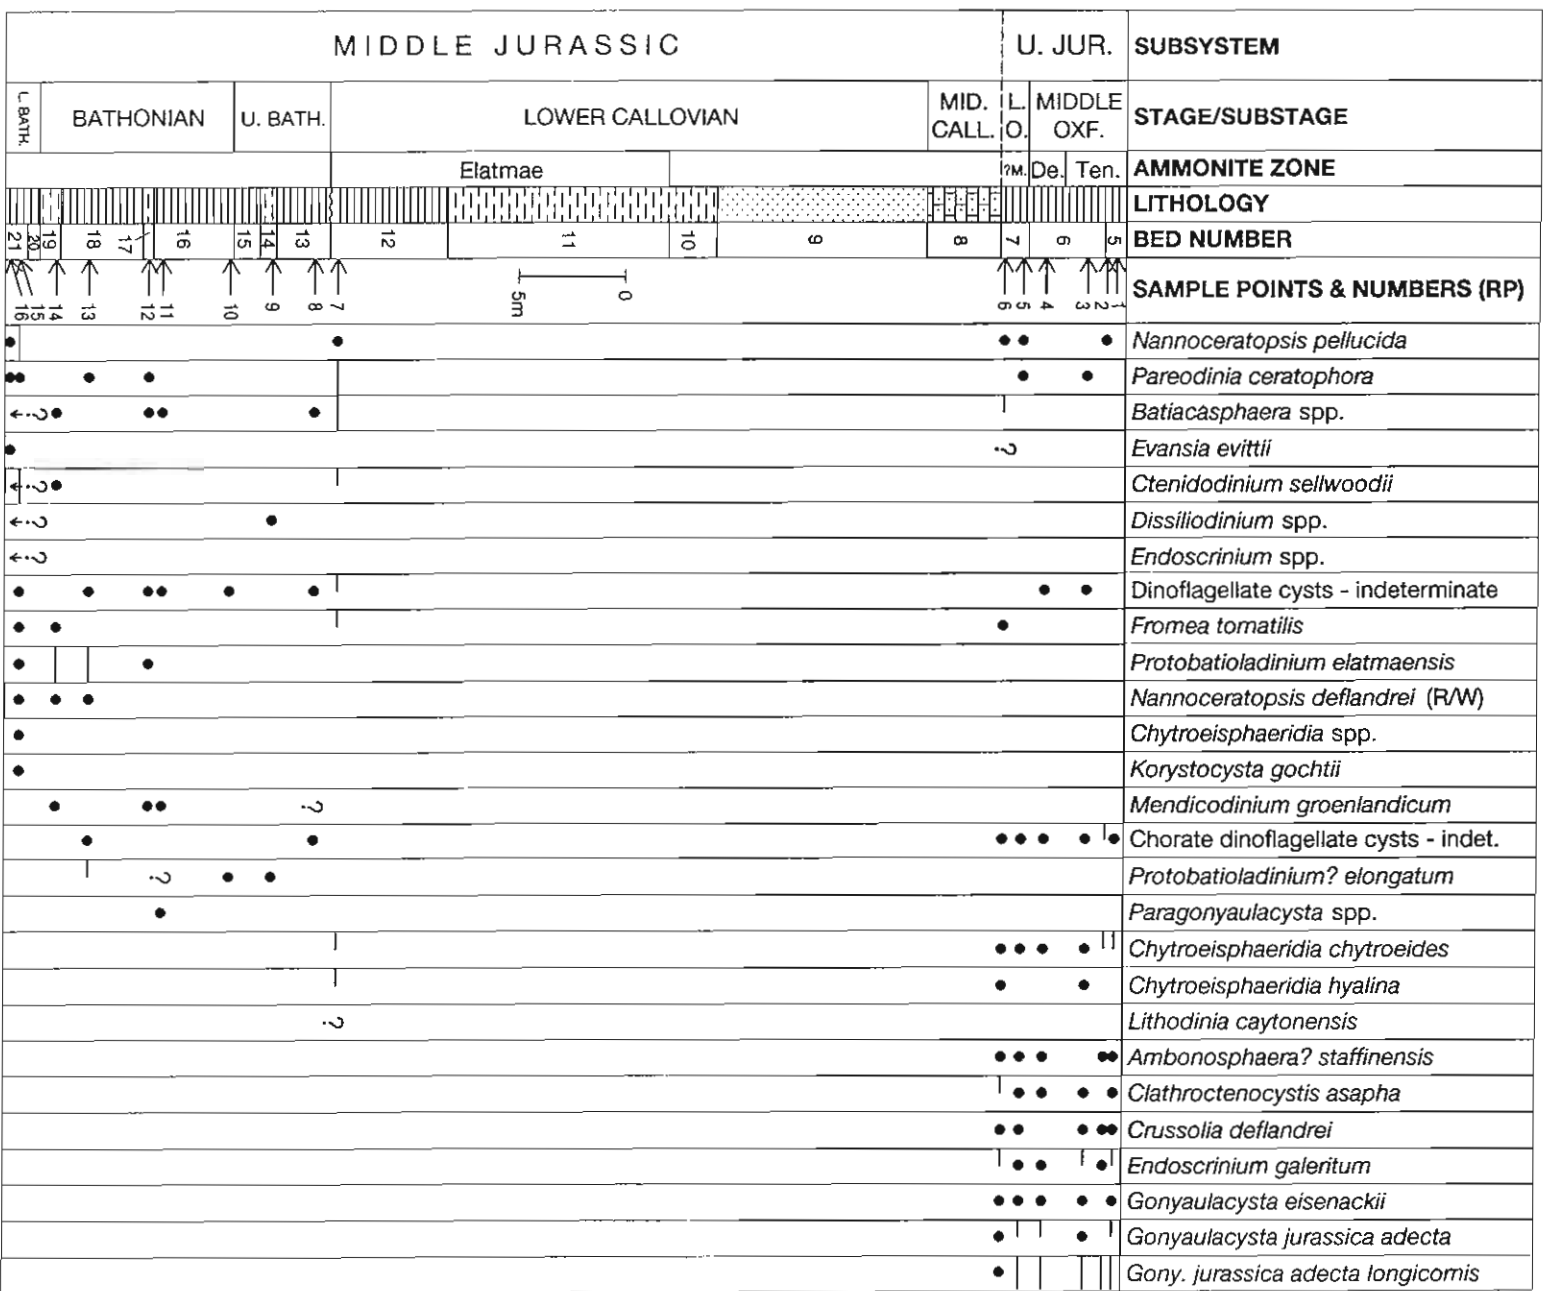 MIDDLE JURASSIC U. JUR. SUBSYSTEM
L. BATH. BATHONIAN U. BATH. LOWER CALLOVIAN MID. CALL. L. O. MIDDLE OXF. STAGE/SUBSTAGE
Elatmae ?M. De. Ten. AMMONITE ZONE
LITHOLOGY
21 20 19 18 17 16 15 14 13 12 11 10 9 8 7 6 5 BED NUMBER
16 15 14 13 12 11 10 9 8 7 5m 0 6 5 4 3 2 1 SAMPLE POINTS & NUMBERS (RP)
Nannoceratopsis pellucida
Pareodinia ceratophora
? Batiacasphaera spp.
? Evansia evittii
? Ctenidodinium sellwoodii
? Dissiliodinium spp.
? Endoscrinium spp.
Dinoflagellate cysts - indeterminate
Fromea tornatilis
Protobatioladinium elatmaensis
Nannoceratopsis deflandrei (R/W)
Chytroeisphaeridia spp.
Korystocysta gochtii
? Mendicodinium groenlandicum
Chorate dinoflagellate cysts - indet.
? Protobatioladinium? elongatum
Paragonyaulacysta spp.
Chytroeisphaeridia chytroeides
Chytroeisphaeridia hyalina
? Lithodinia caytonensis
Ambonosphaera? staffinensis
Clathroctenocystis asapha
Crussolia deflandrei
Endoscrinium galeritum
Gonyaulacysta eisenackii
Gonyaulacysta jurassica adecta
Gony. jurassica adecta longicornis